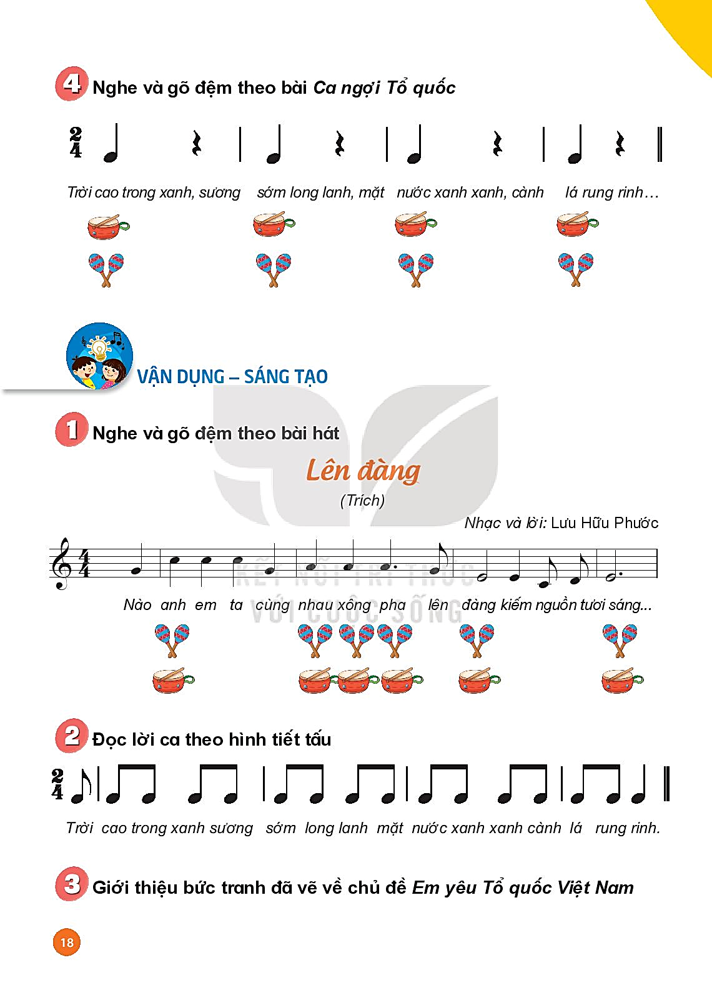 4 Nghe và gõ đệm theo bài Ca ngợi Tổ quốc
2
4
Trời cao trong xanh, sương sớm long lanh, mặt nước xanh xanh, cành lá rung rinh...
VẬN DỤNG – SÁNG TẠO
1 Nghe và gõ đệm theo bài hát
Lên đàng
(Trích)
Nhạc và lời: Lưu Hữu Phước
4
4
KẾT NỐI TRI THỨC
Nào anh em ta cùng nhau xông pha lên đàng kiếm nguồn tươi sáng...
VỚI CUỘC SỐNG
2 Đọc lời ca theo hình tiết tấu
2
4
Trời cao trong xanh sương sớm long lanh mặt nước xanh xanh cành lá rung rinh.
3 Giới thiệu bức tranh đã vẽ về chủ đề Em yêu Tổ quốc Việt Nam
18